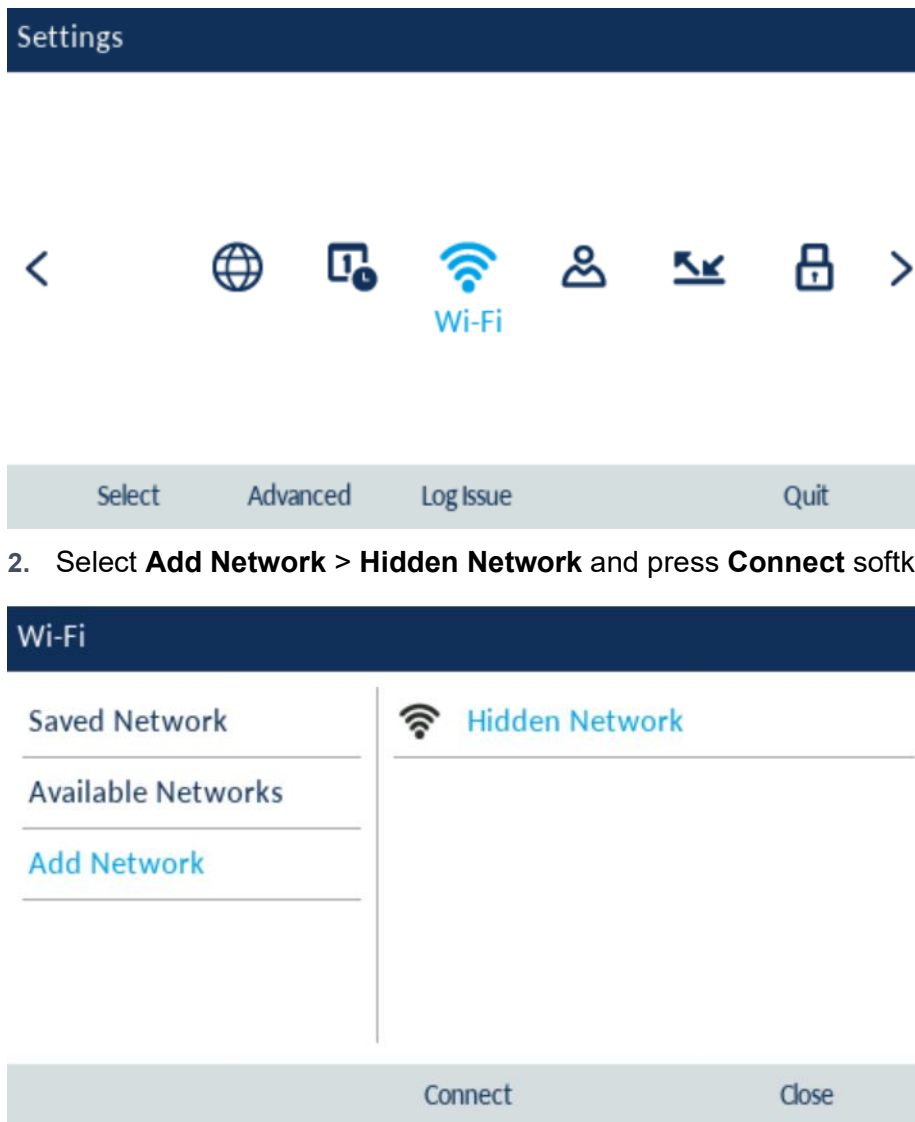 Settings
Wi-Fi
Select Advanced Log Issue Quit
2. Select Add Network > Hidden Network and press Connect softk
Wi-Fi
Saved Network Hidden Network
Available Networks
Add Network
Connect Close